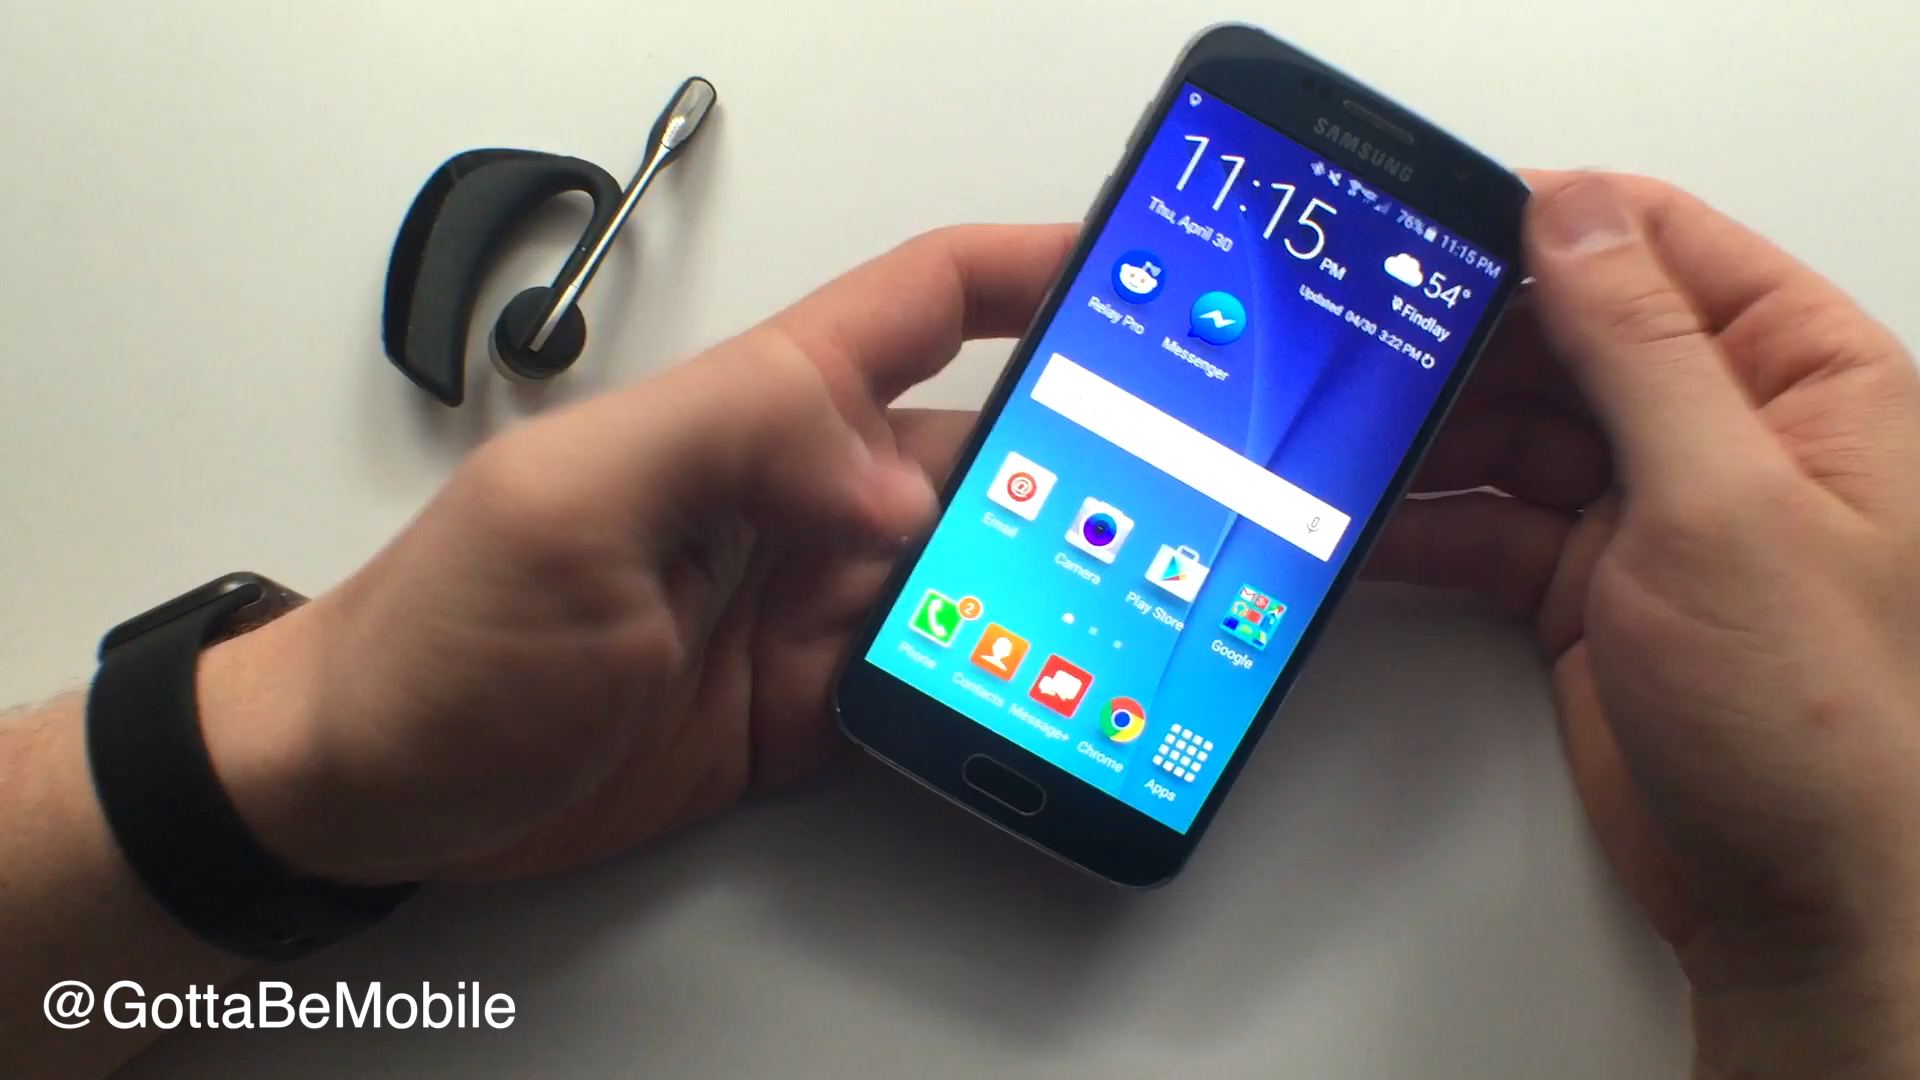 SAMSUNG
76% 11:15 PM
11:15 PM
Thu, April 30
54°
Findlay
Updated 04/30 3:22 PM
Relay Pro
Messenger
Email
Camera
Play Store
Google
2
Phone
Contacts
Message+
Chrome
Apps
@GottaBeMobile